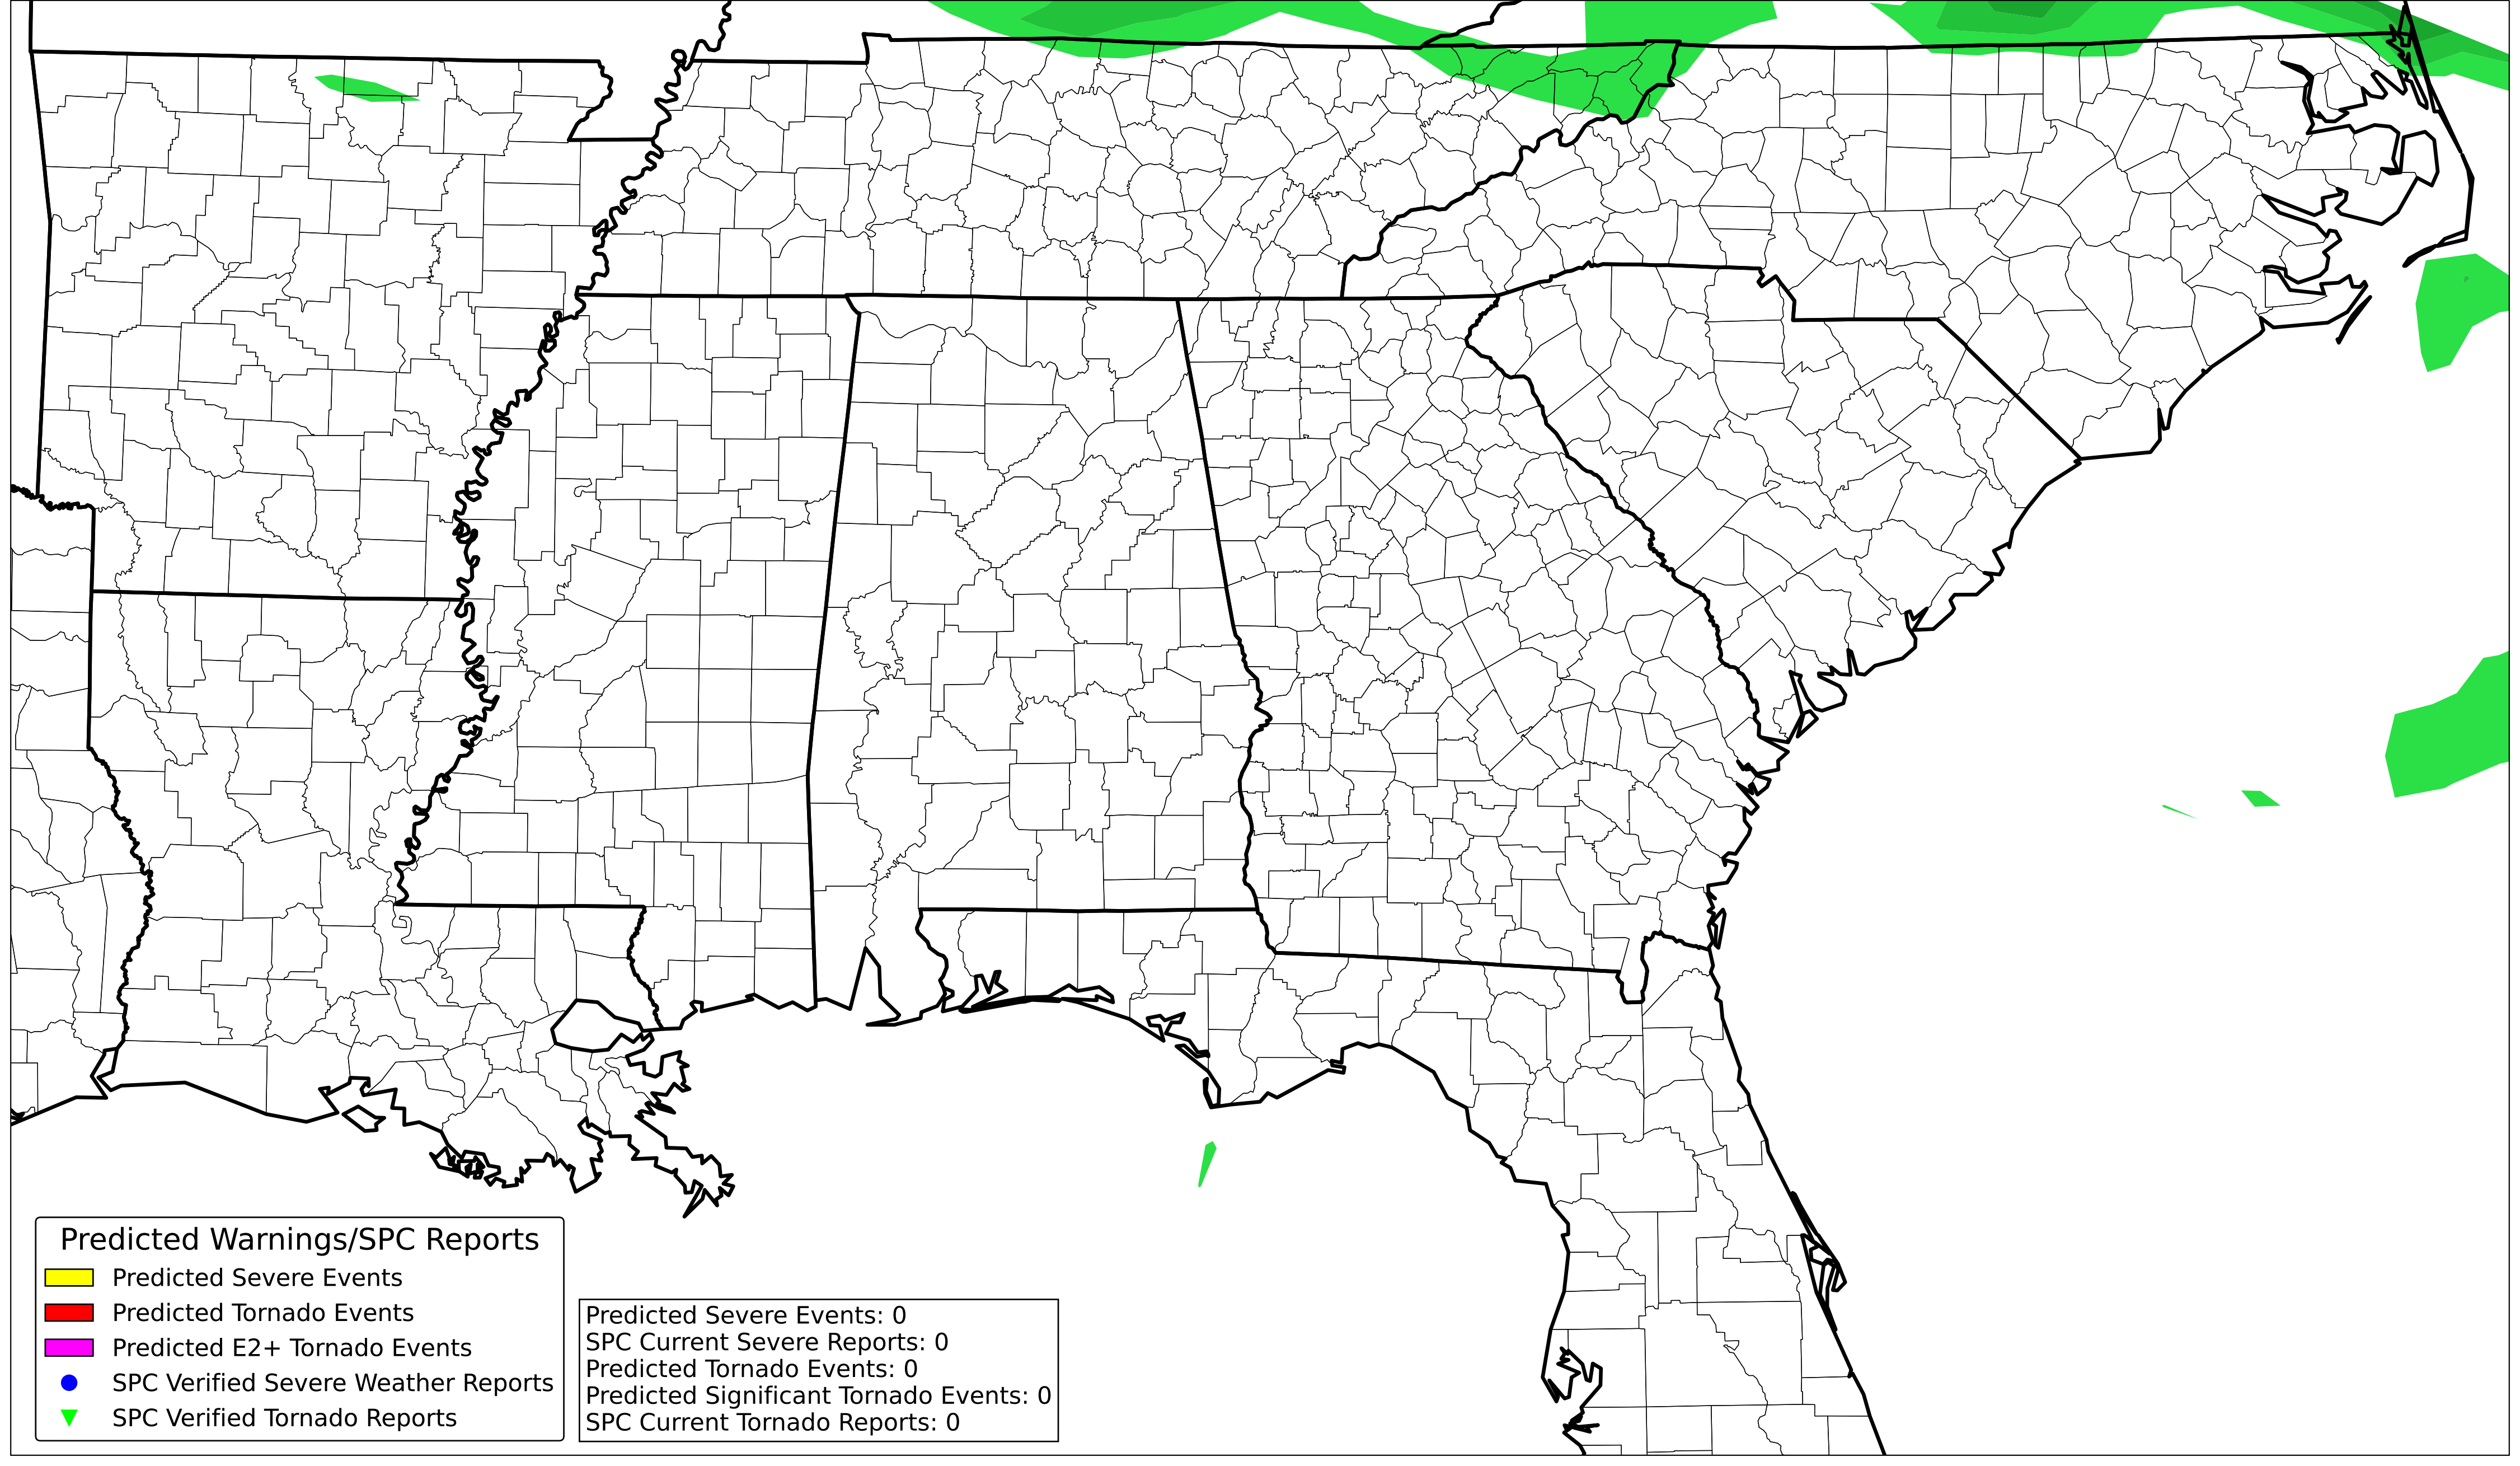 Predicted Warnings/SPC Reports
Predicted Severe Events
Predicted Tornado Events
Predicted E2+ Tornado Events
SPC Verified Severe Weather Reports
SPC Verified Tornado Reports
Predicted Severe Events: 0
SPC Current Severe Reports: 0
Predicted Tornado Events: 0
Predicted Significant Tornado Events: 0
SPC Current Tornado Reports: 0